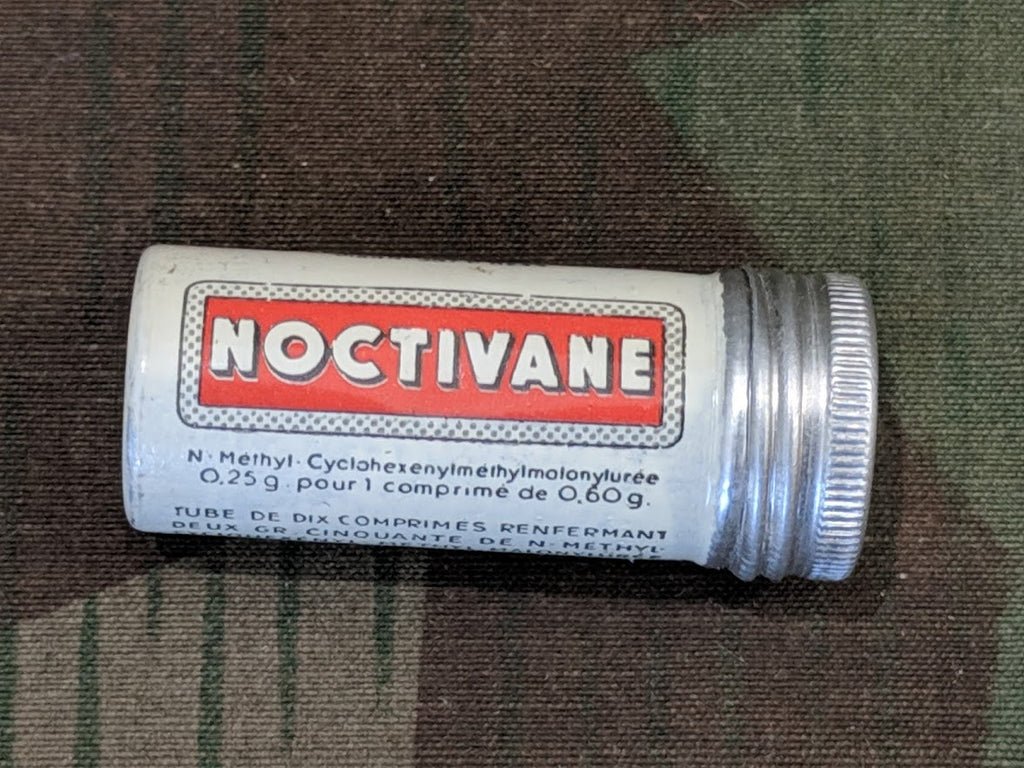 NOCTIVANE
N-Méthyl-Cyclohexenylméthylmalonylurée
0,25 g. pour 1 comprimé de 0,60 g.
TUBE DE DIX COMPRIMÉS RENFERMANT
DEUX GR. CINQUANTE DE N-MÉTHYL-